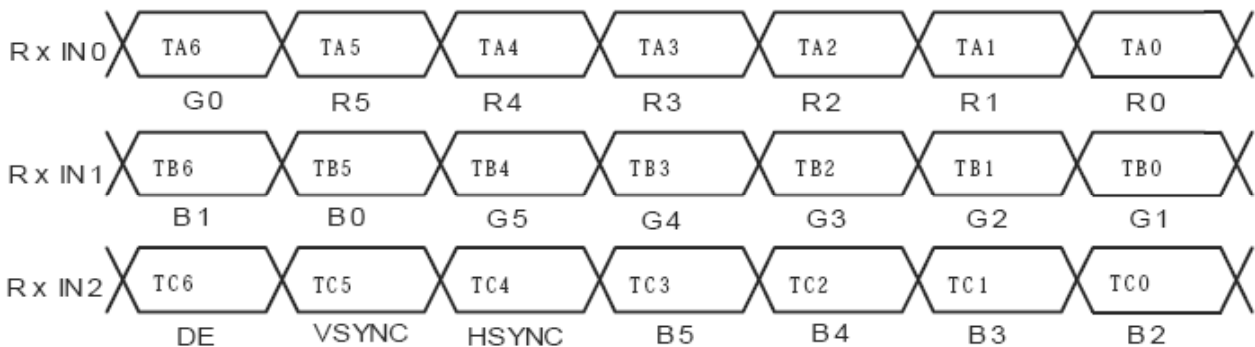 Rx IN0 TA6 TA5 TA4 TA3 TA2 TA1 TA0
G0 R5 R4 R3 R2 R1 R0
Rx IN1 TB6 TB5 TB4 TB3 TB2 TB1 TB0
B1 B0 G5 G4 G3 G2 G1
Rx IN2 TC6 TC5 TC4 TC3 TC2 TC1 TC0
DE VSYNC HSYNC B5 B4 B3 B2